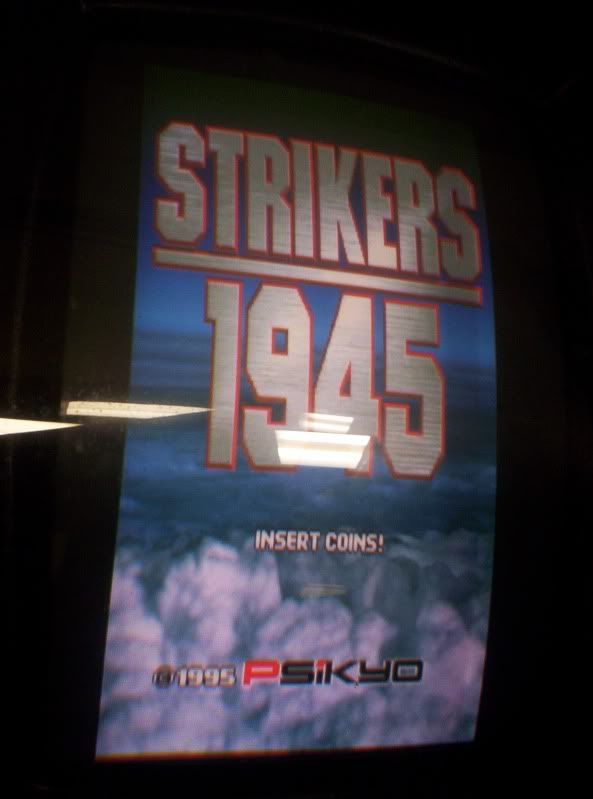 STRIKERS
1945
INSERT COINS!
©1995 PSIKYO